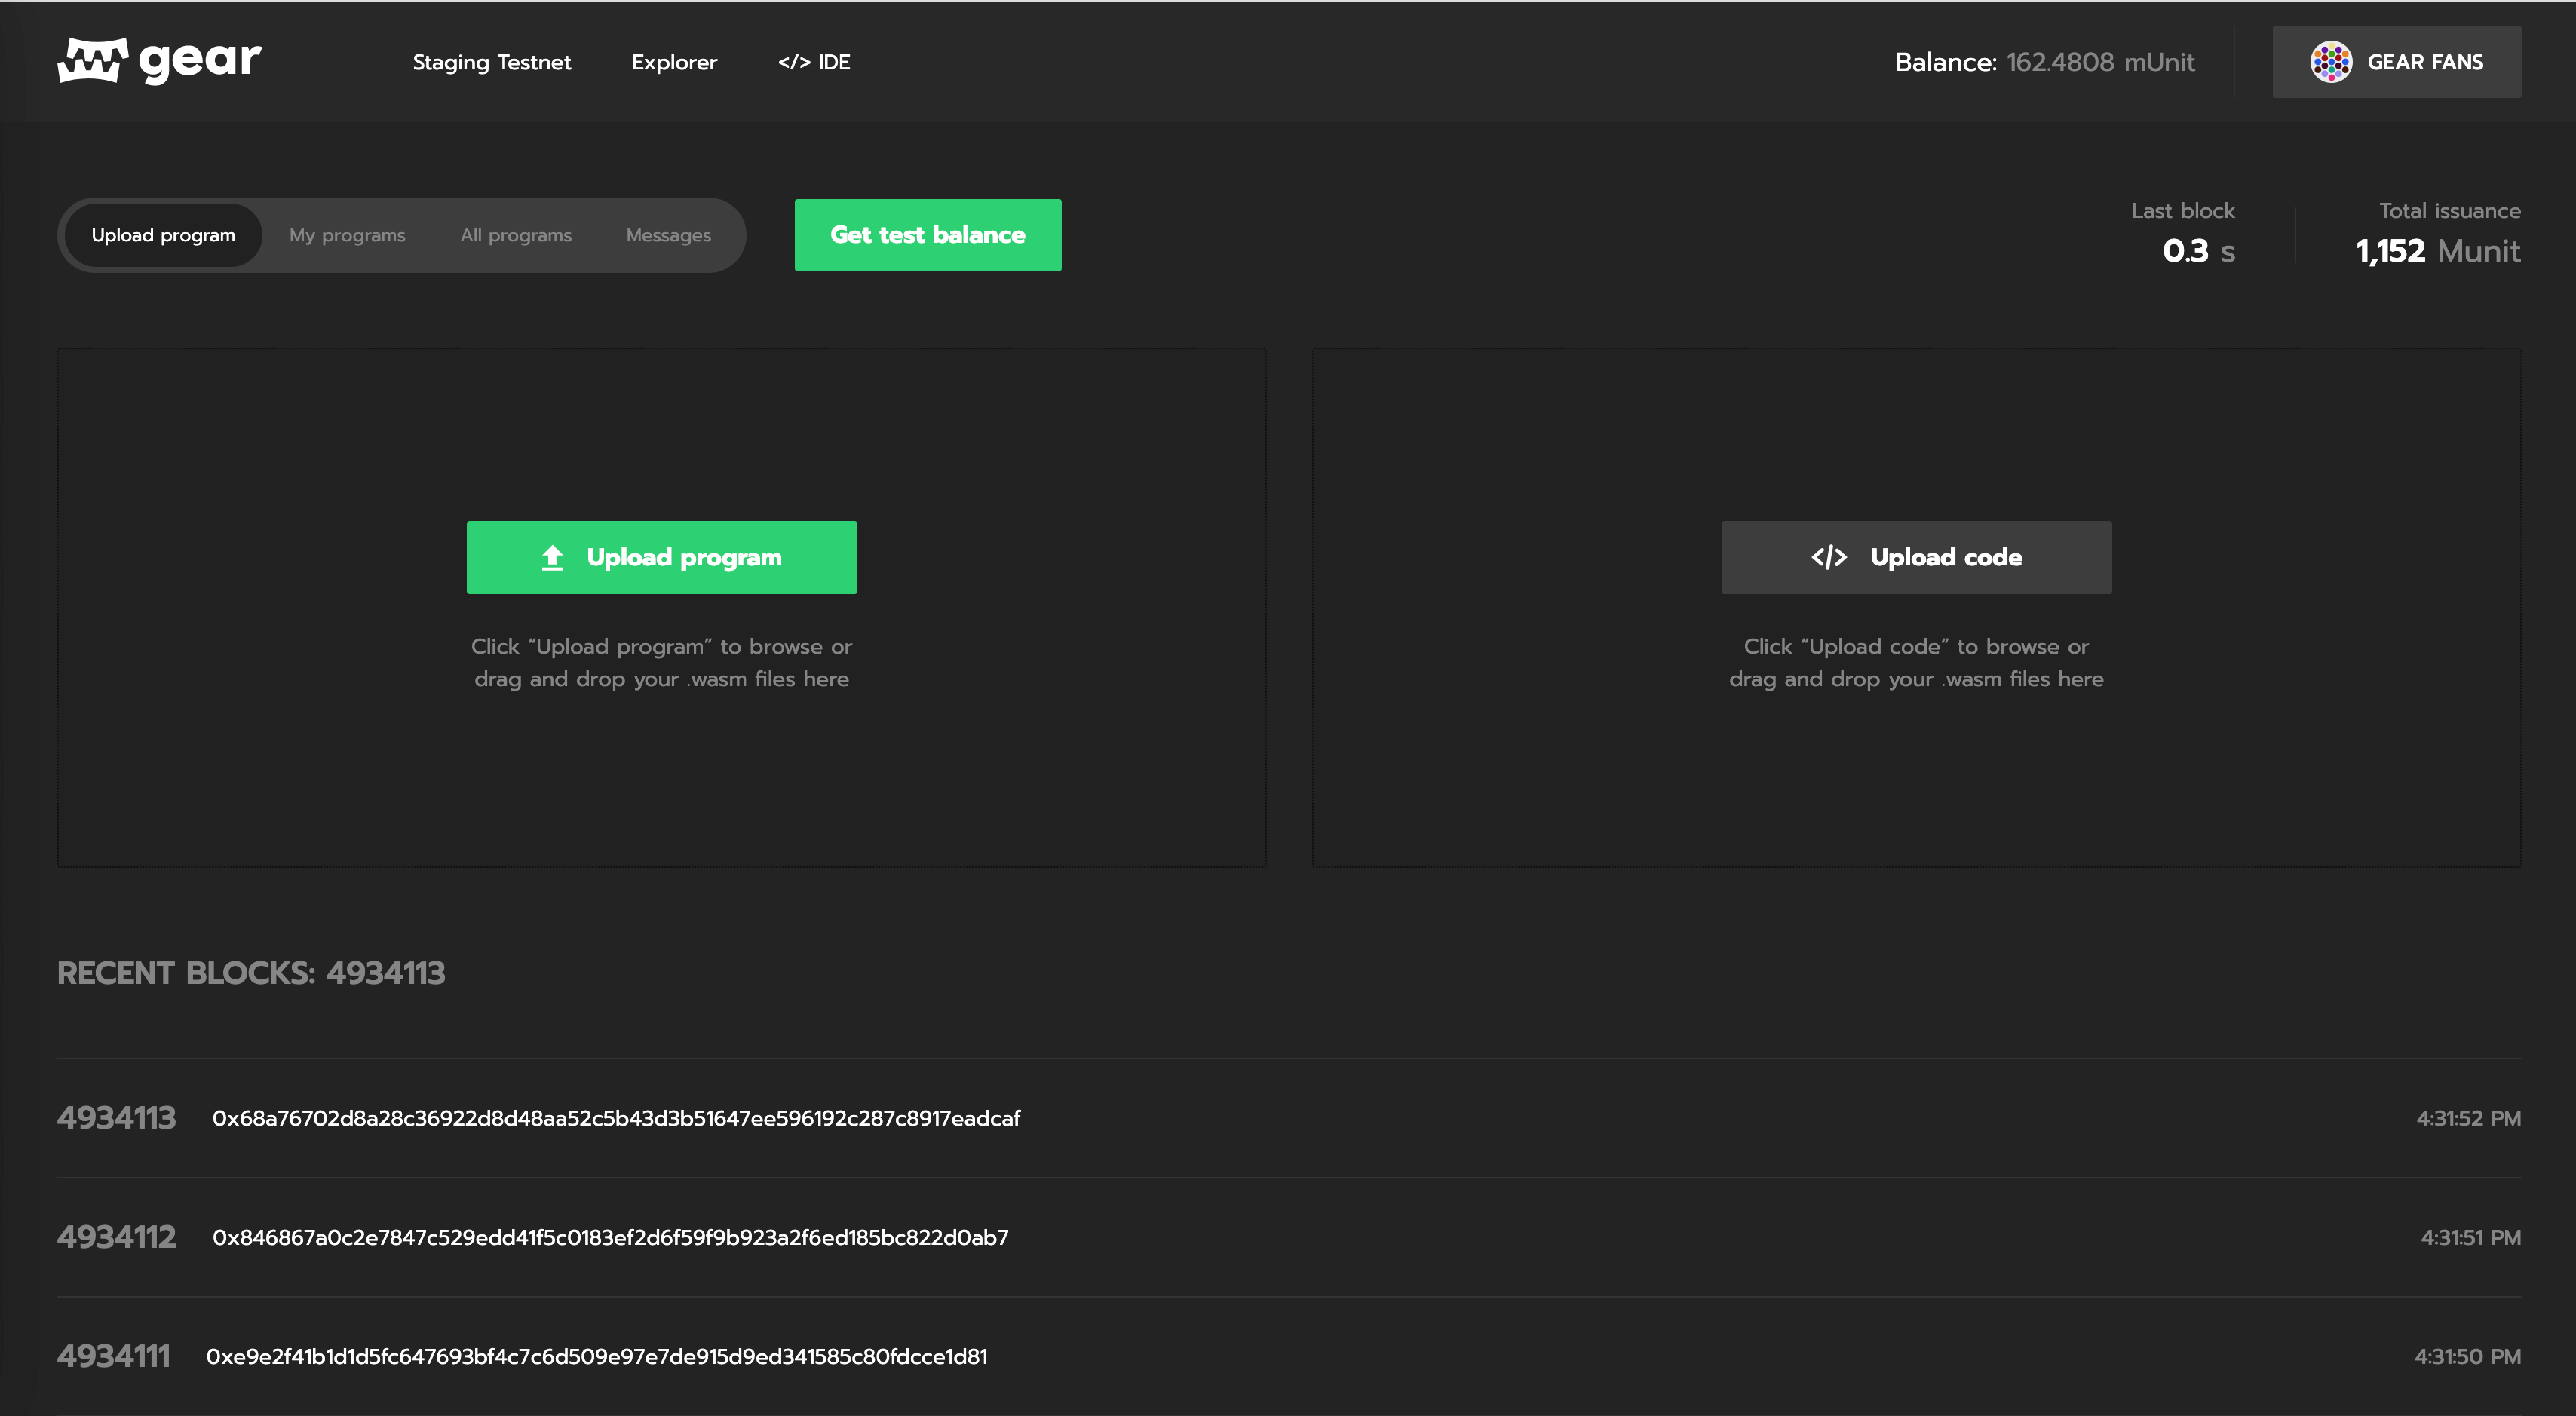 gear
Staging Testnet
Explorer
</> IDE
Balance: 162.4808 mUnit
GEAR FANS
Upload program
My programs
All programs
Messages
Get test balance
Last block
0.3 s
Total issuance
1,152 Munit
Upload program
Click “Upload program” to browse or
drag and drop your .wasm files here
</> Upload code
Click “Upload code” to browse or
drag and drop your .wasm files here
RECENT BLOCKS: 4934113
4934113 0x68a76702d8a28c36922d8d48aa52c5b43d3b51647ee596192c287c8917eadcaf 4:31:52 PM
4934112 0x846867a0c2e7847c529edd41f5c0183ef2d6f59f9b923a2f6ed185bc822d0ab7 4:31:51 PM
4934111 0xe9e2f41b1d1d5fc647693bf4c7c6d509e97e7de915d9ed341585c80fdcce1d81 4:31:50 PM